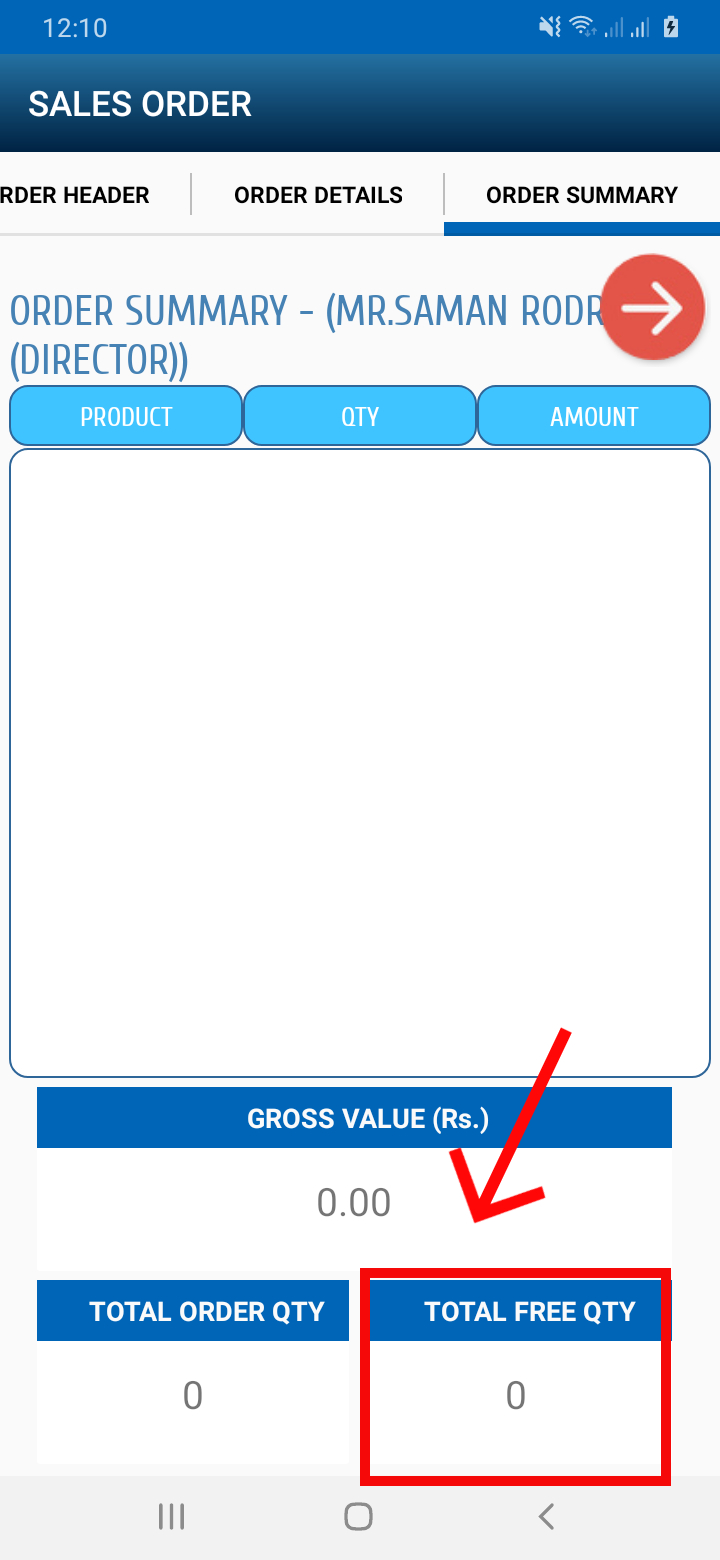 12:10
SALES ORDER
RDER HEADER
ORDER DETAILS
ORDER SUMMARY
ORDER SUMMARY - (MR.SAMAN RODR
(DIRECTOR))
PRODUCT
QTY
AMOUNT
GROSS VALUE (Rs.)
0.00
TOTAL ORDER QTY
TOTAL FREE QTY
0
0